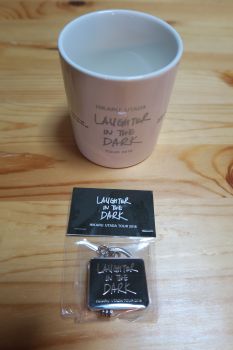 HIKARU UTADA
LAUGHTER
IN THE
DARK
TOUR 2018
LAUGHTER
IN THE
DARK
HIKARU UTADA TOUR 2018
LAUGHTER
IN THE
DARK
HIKARU UTADA TOUR 2018